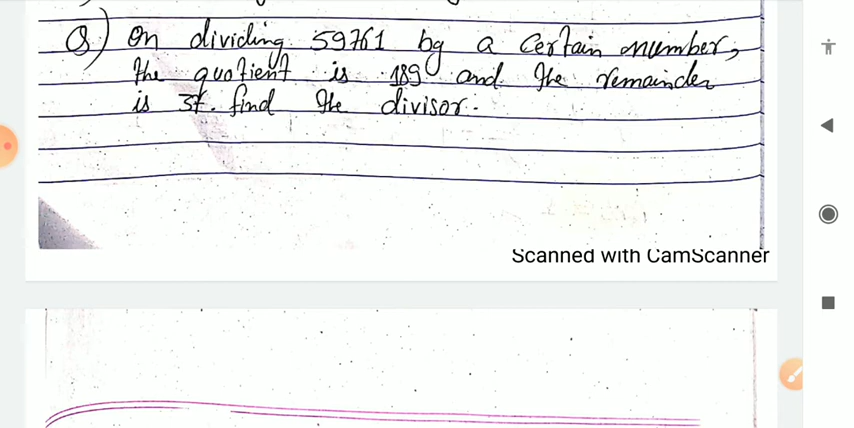 Q) On dividing 59761 by a certain number,
the quotient is 189 and the remainder
is 37. find the divisor.
Scanned with CamScanner